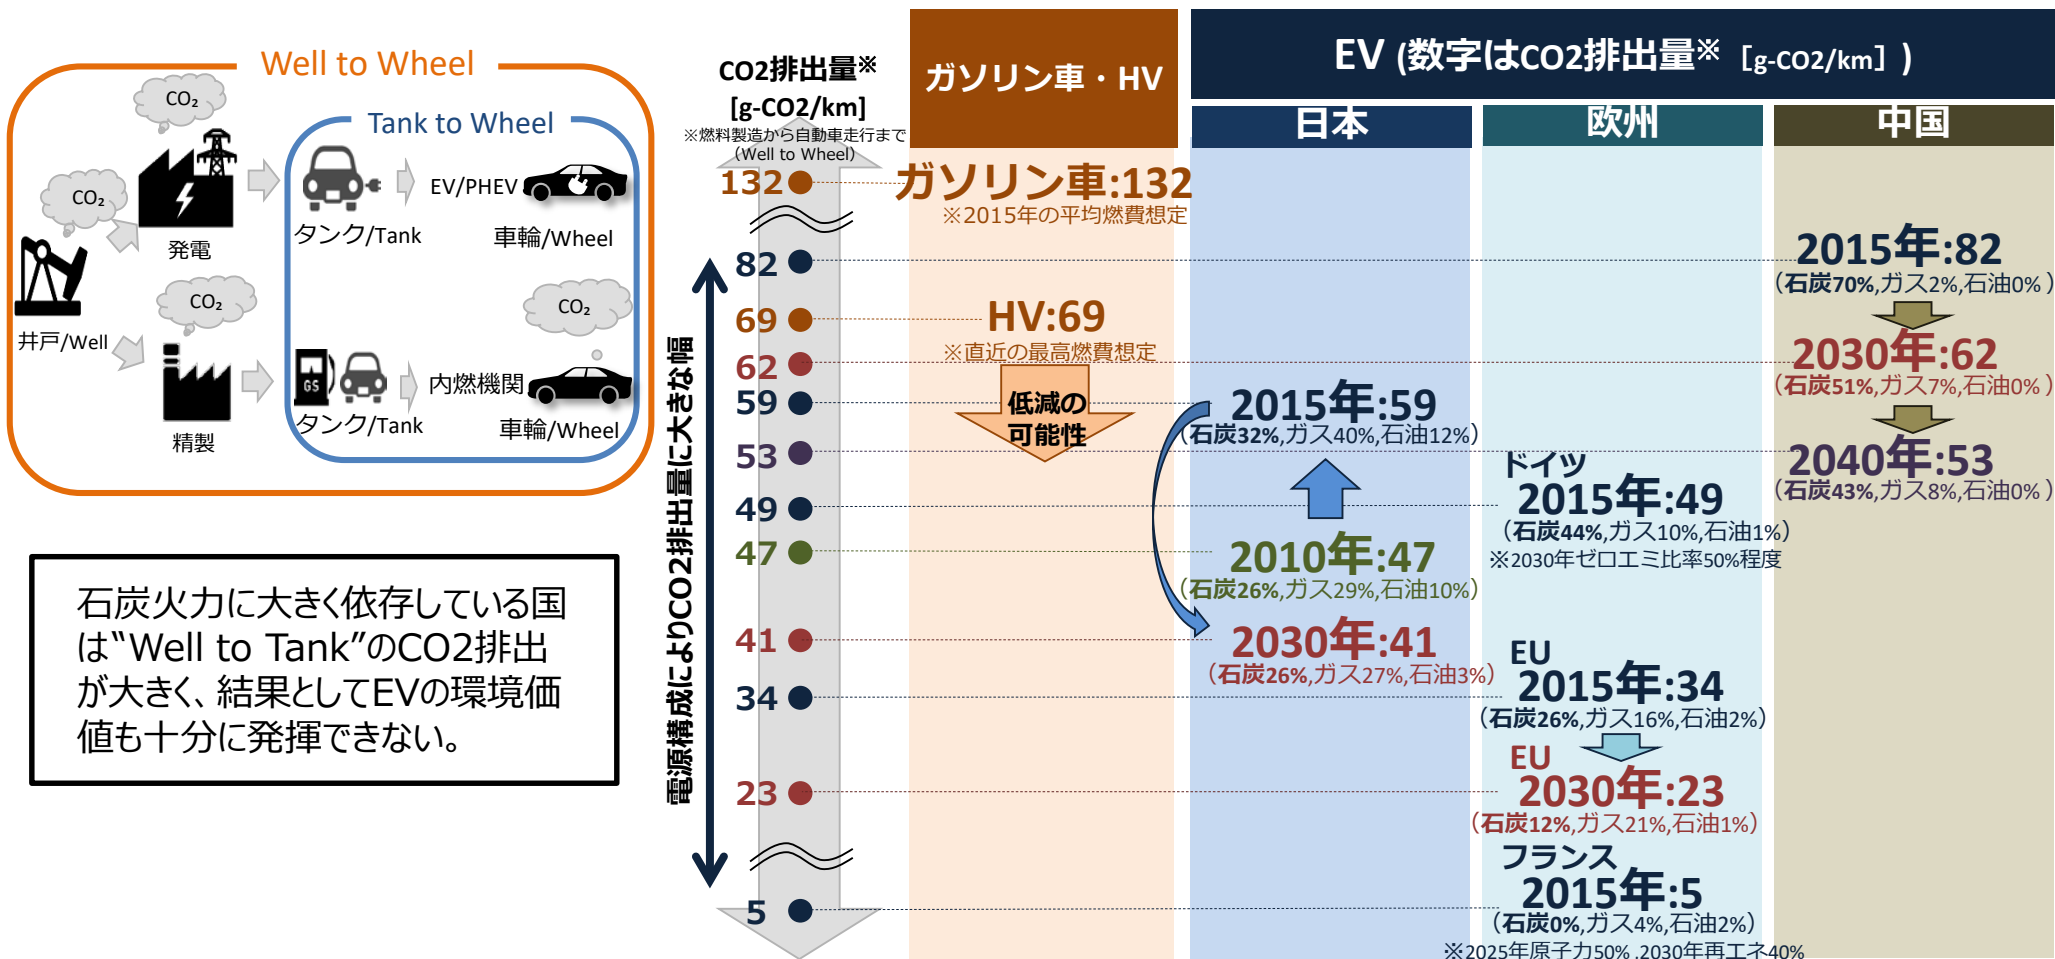 Well to Wheel
CO₂
Tank to Wheel
CO₂
EV/PHEV
発電
タンク/Tank
車輪/Wheel
井戸/Well
CO₂
CO₂
GS
内燃機関
精製
タンク/Tank
車輪/Wheel
石炭火力に大きく依存している国
は“Well to Tank”のCO2排出
が大きく、結果としてEVの環境価
値も十分に発揮できない。
CO2排出量※
[g-CO2/km]
※燃料製造から自動車走行まで
（Well to Wheel）
132
82
69
62
59
53
49
47
41
34
23
5
電源構成によりCO2排出量に大きな幅
ガソリン車・HV
ガソリン車:132
※2015年の平均燃費想定
HV:69
※直近の最高燃費想定
低減の
可能性
EV (数字はCO2排出量※ [g-CO2/km] )
日本
2015年:59
（石炭32%,ガス40%,石油12%）
2010年:47
（石炭26%,ガス29%,石油10%）
2030年:41
（石炭26%,ガス27%,石油3%）
欧州
ドイツ
2015年:49
（石炭44%,ガス10%,石油1%）
※2030年ゼロエミ比率50%程度
EU
2015年:34
（石炭26%,ガス16%,石油2%）
EU
2030年:23
（石炭12%,ガス21%,石油1%）
フランス
2015年:5
（石炭0%,ガス4%,石油2%）
※2025年原子力50% ,2030年再エネ40%
中国
2015年:82
（石炭70%,ガス2%,石油0% ）
2030年:62
（石炭51%,ガス7%,石油0% ）
2040年:53
（石炭43%,ガス8%,石油0% ）